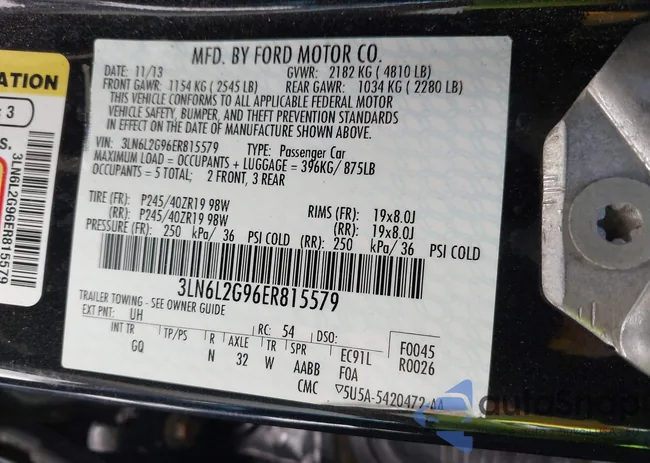 MFD. BY FORD MOTOR CO.
DATE: 11/13 GVWR: 2182 KG ( 4810 LB)
FRONT GAWR: 1154 KG ( 2545 LB) REAR GAWR: 1034 KG ( 2280 LB)
THIS VEHICLE CONFORMS TO ALL APPLICABLE FEDERAL MOTOR
VEHICLE SAFETY, BUMPER, AND THEFT PREVENTION STANDARDS
IN EFFECT ON THE DATE OF MANUFACTURE SHOWN ABOVE.
VIN: 3LN6L2G96ER815579 TYPE: Passenger Car
MAXIMUM LOAD = OCCUPANTS + LUGGAGE = 396KG/ 875LB
OCCUPANTS = 5 TOTAL; 2 FRONT, 3 REAR
TIRE (FR): P245/40ZR19 98W RIMS (FR): 19x8.0J
(RR): P245/40ZR19 98W (RR): 19x8.0J
PRESSURE (FR): 250 kPa/ 36 PSI COLD (RR): 250 kPa/ 36 PSI COLD
3LN6L2G96ER815579
TRAILER TOWING - SEE OWNER GUIDE
EXT PNT: UH RC: 54 DSO: F0045
INT TR TP/PS R AXLE TR SPR EC91L R0026
GQ N 32 W AABB F0A
CMC 5U5A-5420472-AA
ATION
: 3
S.
3LN6L2G96ER815579
autoSnap